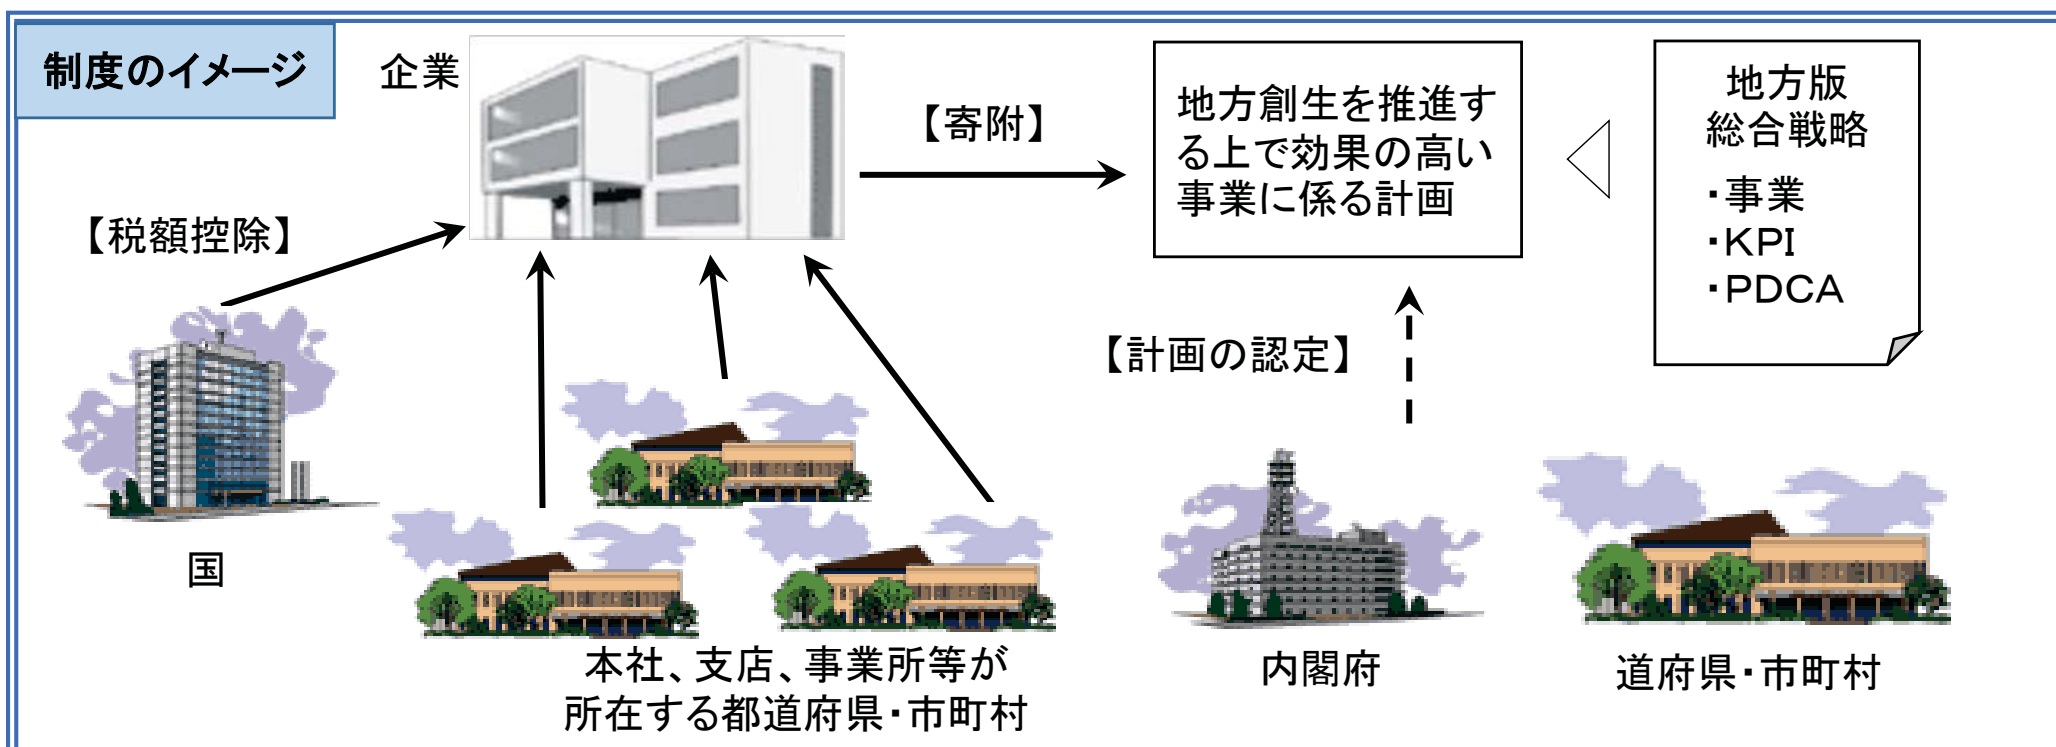 制度のイメージ
企業
【寄附】
地方創生を推進す
る上で効果の高い
事業に係る計画
地方版
総合戦略
・事業
・KPI
・PDCA
【税額控除】
【計画の認定】
国
本社、支店、事業所等が
所在する都道府県・市町村
内閣府
道府県・市町村